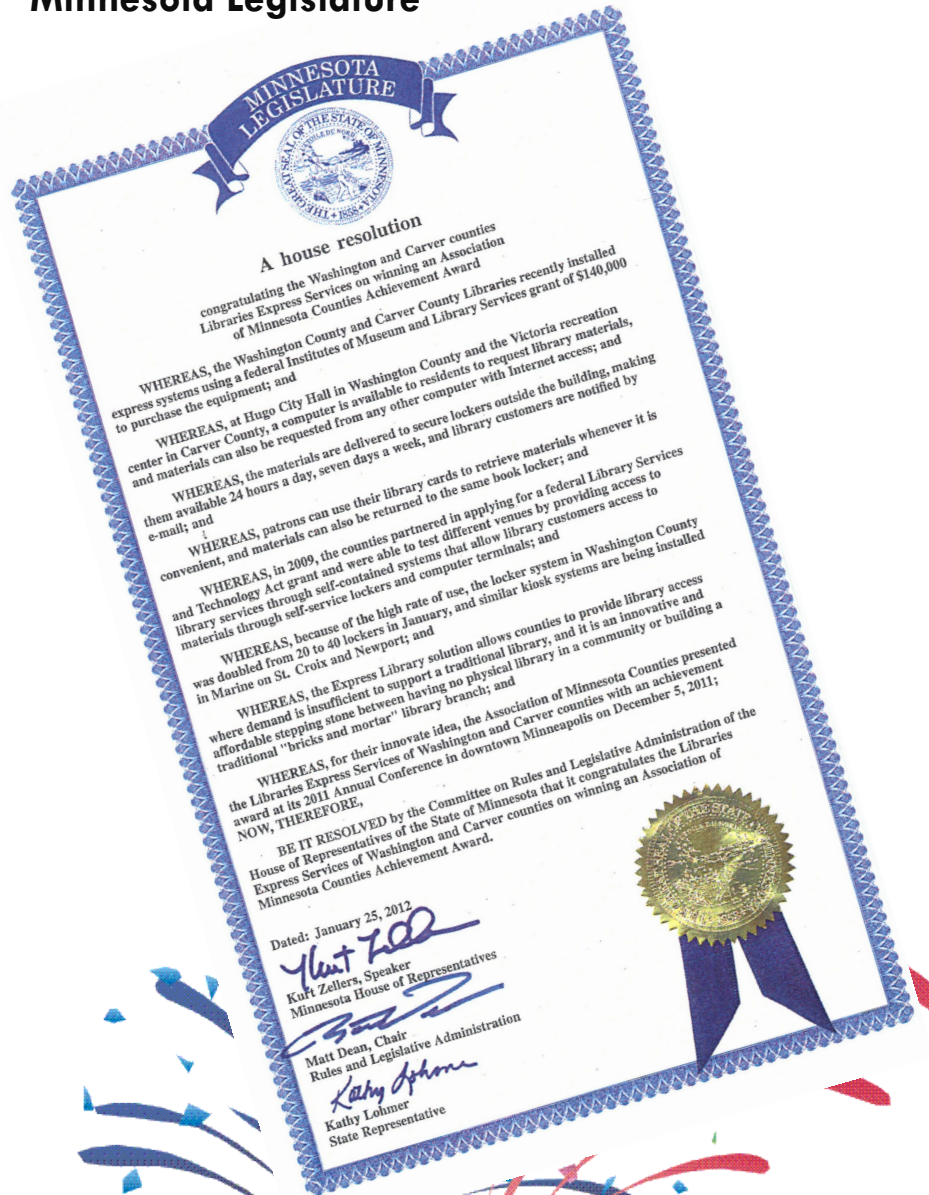 Minnesota Legislature
MINNESOTA
LEGISLATURE
THE GREAT SEAL OF THE STATE OF MINNESOTA
L'ETOILE DU NORD
1858
A house resolution
congratulating the Washington and Carver counties
Libraries Express Services on winning an Association
of Minnesota Counties Achievement Award
WHEREAS, the Washington County and Carver County Libraries recently installed
express systems using a federal Institutes of Museum and Library Services grant of $140,000
to purchase the equipment; and
WHEREAS, at Hugo City Hall in Washington County and the Victoria recreation
center in Carver County, a computer is available to residents to request library materials,
and materials can also be requested from any other computer with Internet access; and
WHEREAS, the materials are delivered to secure lockers outside the building, making
them available 24 hours a day, seven days a week, and library customers are notified by
e-mail; and
WHEREAS, patrons can use their library cards to retrieve materials whenever it is
convenient, and materials can also be returned to the same book locker; and
WHEREAS, in 2009, the counties partnered in applying for a federal Library Services
and Technology Act grant and were able to test different venues by providing access to
library services through self-contained systems that allow library customers access to
materials through self-service lockers and computer terminals; and
WHEREAS, because of the high rate of use, the locker system in Washington County
was doubled from 20 to 40 lockers in January, and similar kiosk systems are being installed
in Marine on St. Croix and Newport; and
WHEREAS, the Express Library solution allows counties to provide library access
where demand is insufficient to support a traditional library, and it is an innovative and
affordable stepping stone between having no physical library in a community or building a
traditional "bricks and mortar" library branch; and
WHEREAS, for their innovate idea, the Association of Minnesota Counties presented
the Libraries Express Services of Washington and Carver counties with an achievement
award at its 2011 Annual Conference in downtown Minneapolis on December 5, 2011;
NOW, THEREFORE,
BE IT RESOLVED by the Committee on Rules and Legislative Administration of the
House of Representatives of the State of Minnesota that it congratulates the Libraries
Express Services of Washington and Carver counties on winning an Association of
Minnesota Counties Achievement Award.
Dated: January 25, 2012
Kurt Zellers, Speaker
Minnesota House of Representatives
Matt Dean, Chair
Rules and Legislative Administration
Kathy Lohmer
State Representative